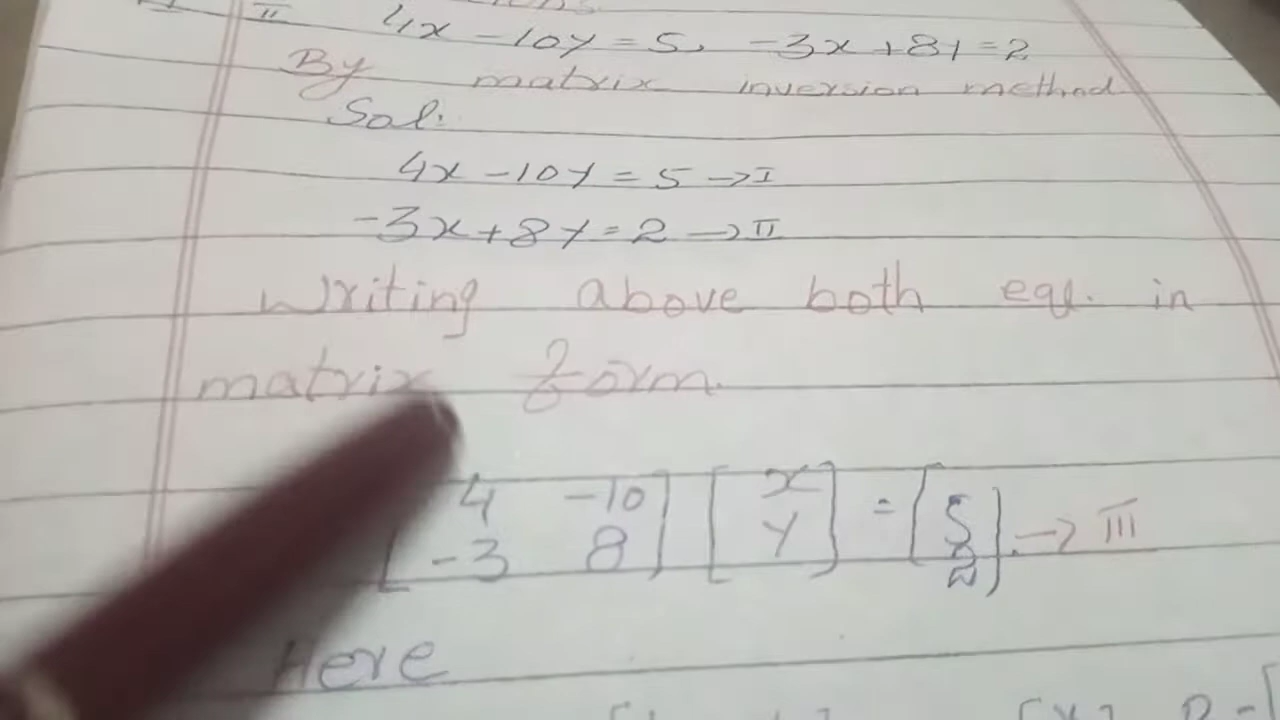 ii 4x - 10y = 5, -3x + 8y = 2
By matrix inversion method
Sol:
4x - 10y = 5 → I
-3x + 8y = 2 → II
Writing above both eq. in
matrix form.
[4 -10] [x] = [5] → III
[-3 8] [y] [2]
Here